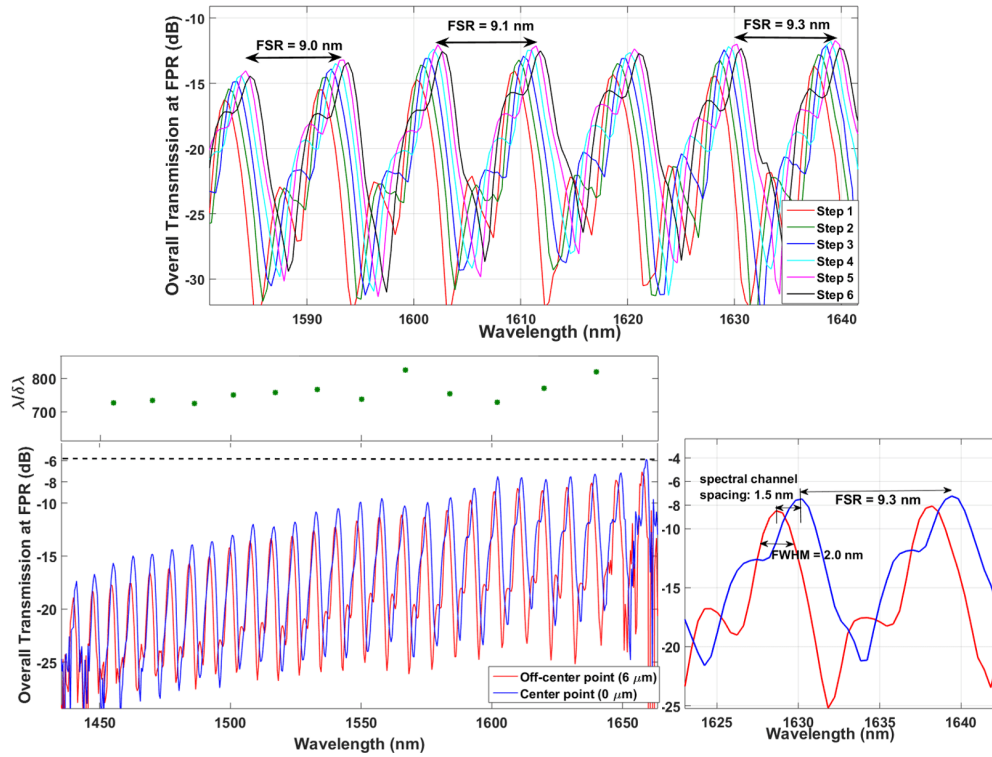 Overall Transmission at FPR (dB)
-10
-15
-20
-25
-30
FSR = 9.0 nm
FSR = 9.1 nm
FSR = 9.3 nm
Step 1
Step 2
Step 3
Step 4
Step 5
Step 6
1590
1600
1610
1620
1630
1640
Wavelength (nm)
λ/δλ
800
700
Overall Transmission at FPR (dB)
-6
-8
-10
-15
-20
-25
Off-center point (6 μm)
Center point (0 μm)
1450
1500
1550
1600
1650
Wavelength (nm)
-4
-6
-8
-10
-15
-20
-25
spectral channel
spacing: 1.5 nm
FSR = 9.3 nm
FWHM = 2.0 nm
1625
1630
1635
1640
Wavelength (nm)